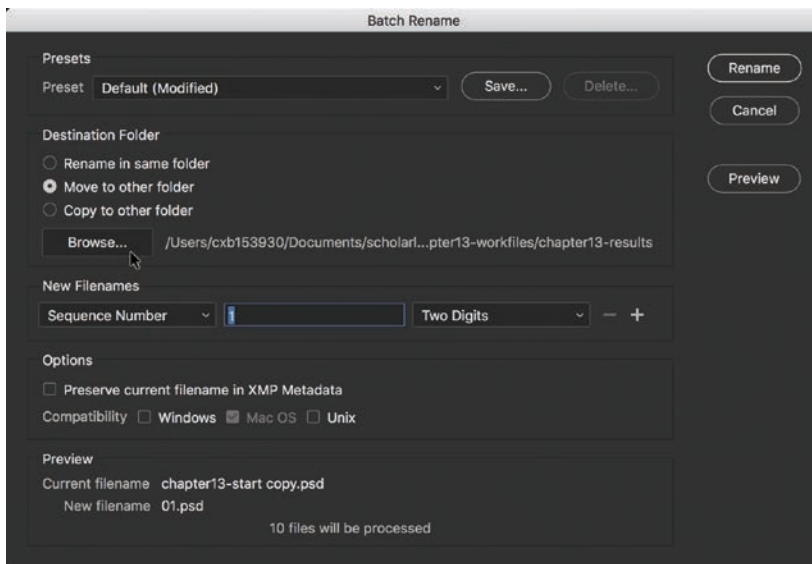 Batch Rename
Presets
Preset Default (Modified) Save... Delete...
Rename
Cancel
Destination Folder
Rename in same folder
Move to other folder
Copy to other folder
Preview
Browse... /Users/cxb153930/Documents/scholarl...pter13-workfiles/chapter13-results
New Filenames
Sequence Number 1 Two Digits
Options
Preserve current filename in XMP Metadata
Compatibility Windows Mac OS Unix
Preview
Current filename chapter13-start copy.psd
New filename 01.psd
10 files will be processed